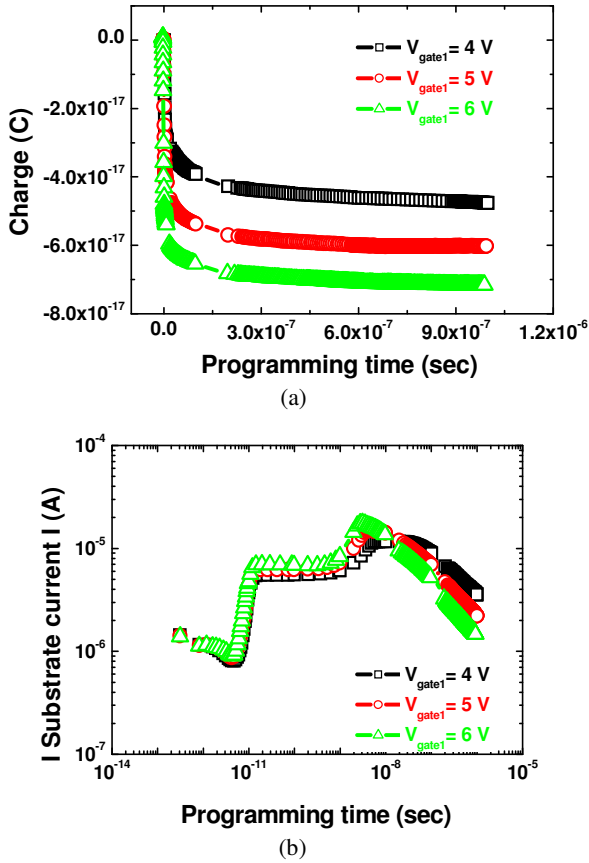 0.0
-2.0x10⁻¹⁷
-4.0x10⁻¹⁷
-6.0x10⁻¹⁷
-8.0x10⁻¹⁷
Charge (C)
V_gate1 = 4 V
V_gate1 = 5 V
V_gate1 = 6 V
0.0 3.0x10⁻⁷ 6.0x10⁻⁷ 9.0x10⁻⁷ 1.2x10⁻⁶
Programming time (sec)
(a)
10⁻⁴
10⁻⁵
10⁻⁶
10⁻⁷
I Substrate current I (A)
V_gate1 = 4 V
V_gate1 = 5 V
V_gate1 = 6 V
10⁻¹⁴ 10⁻¹¹ 10⁻⁸ 10⁻⁵
Programming time (sec)
(b)